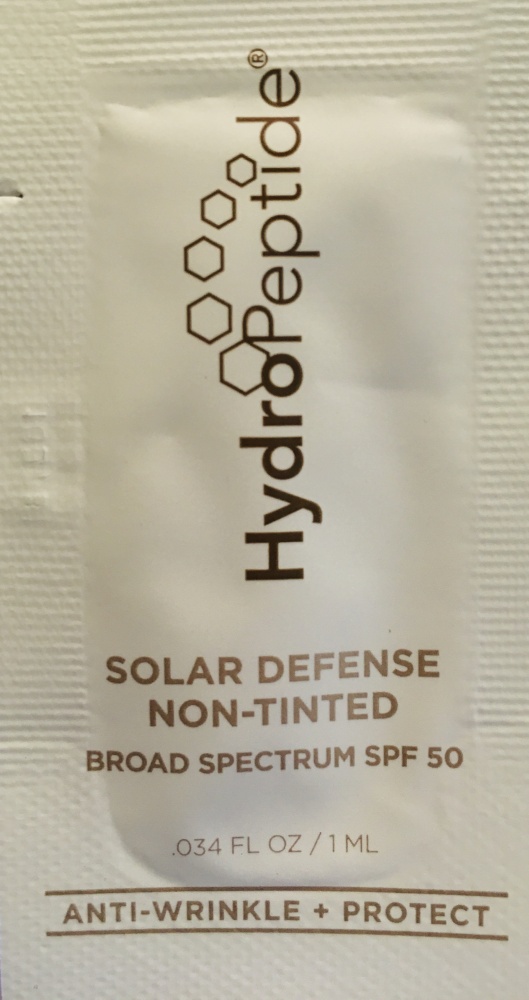 HydroPeptide®
SOLAR DEFENSE
NON-TINTED
BROAD SPECTRUM SPF 50
.034 FL OZ / 1 ML
ANTI-WRINKLE + PROTECT